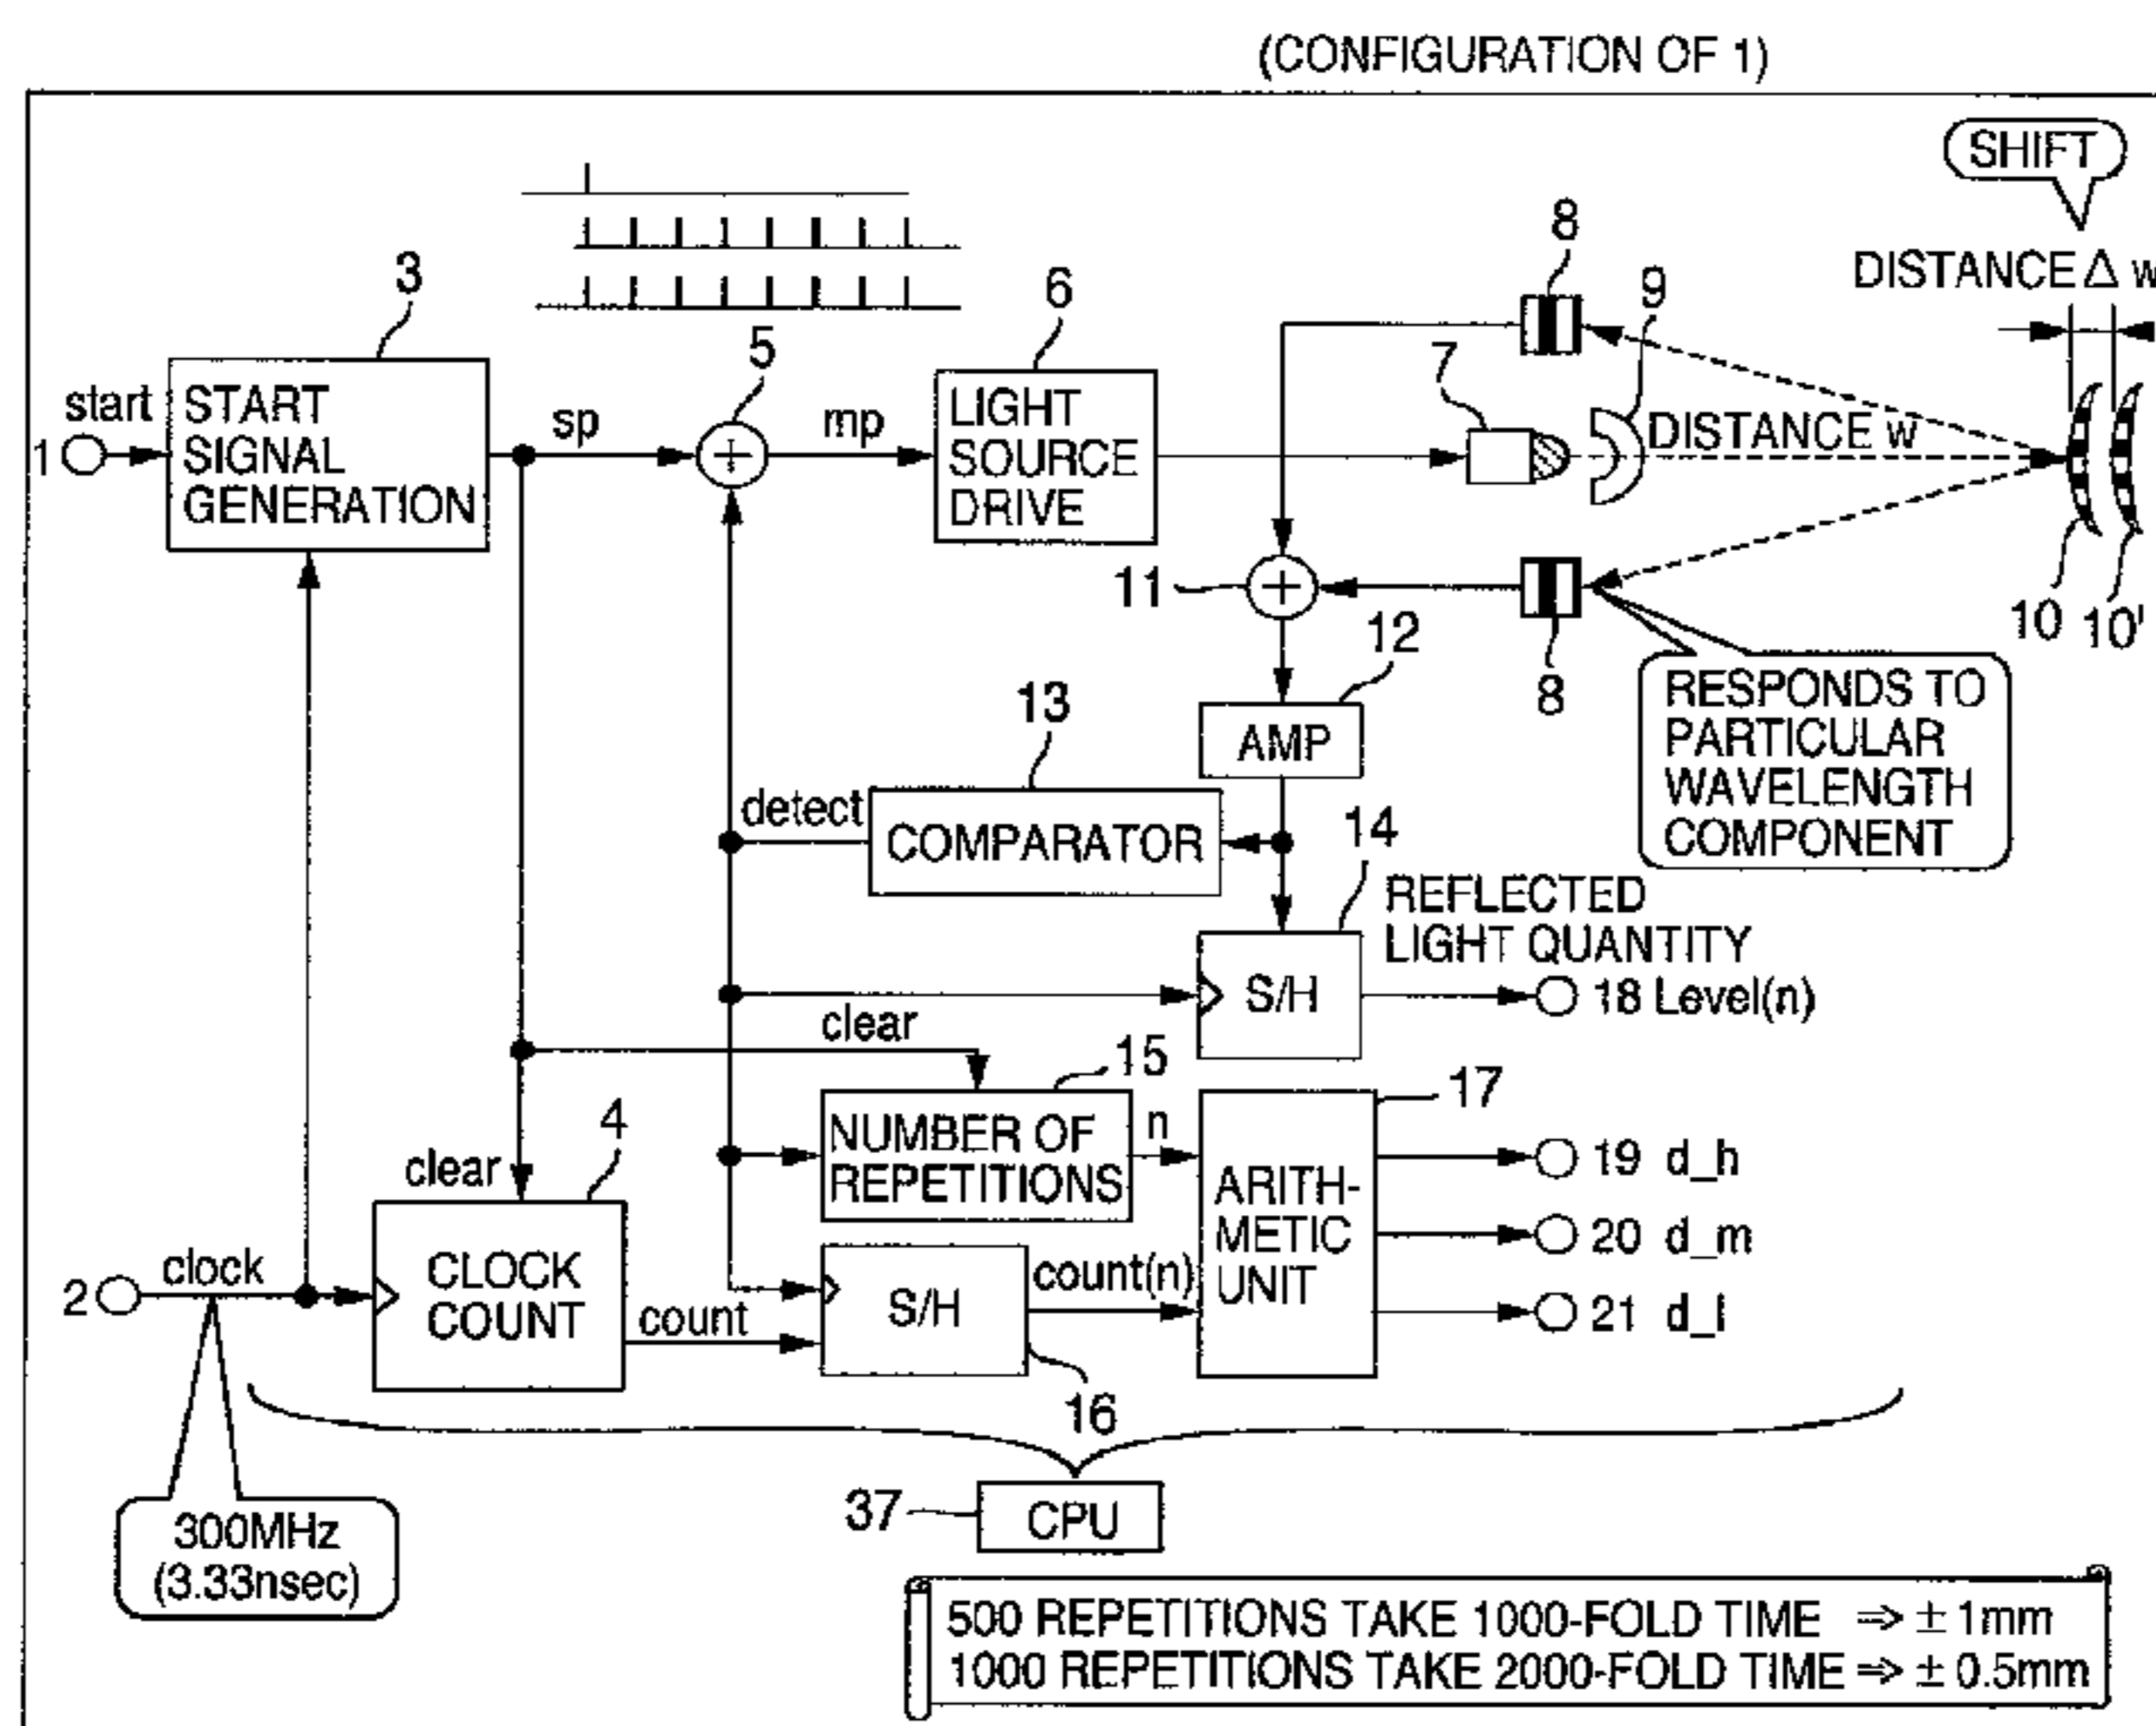 (CONFIGURATION OF 1)
SHIFT
DISTANCE Δ w
3
5
6
8
9
7
start
1
START
SIGNAL
GENERATION
sp
mp
LIGHT
SOURCE
DRIVE
DISTANCE w
10
10'
11
8
12
AMP
RESPONDS TO
PARTICULAR
WAVELENGTH
COMPONENT
13
detect
COMPARATOR
14
REFLECTED
LIGHT QUANTITY
S/H
18 Level(n)
clear
15
NUMBER OF
REPETITIONS
n
17
ARITH-
METIC
UNIT
19 d_h
20 d_m
21 d_l
4
clear
2
clock
CLOCK
COUNT
count
S/H
count(n)
16
300MHz
(3.33nsec)
37
CPU
500 REPETITIONS TAKE 1000-FOLD TIME ⇒ ± 1mm
1000 REPETITIONS TAKE 2000-FOLD TIME ⇒ ± 0.5mm